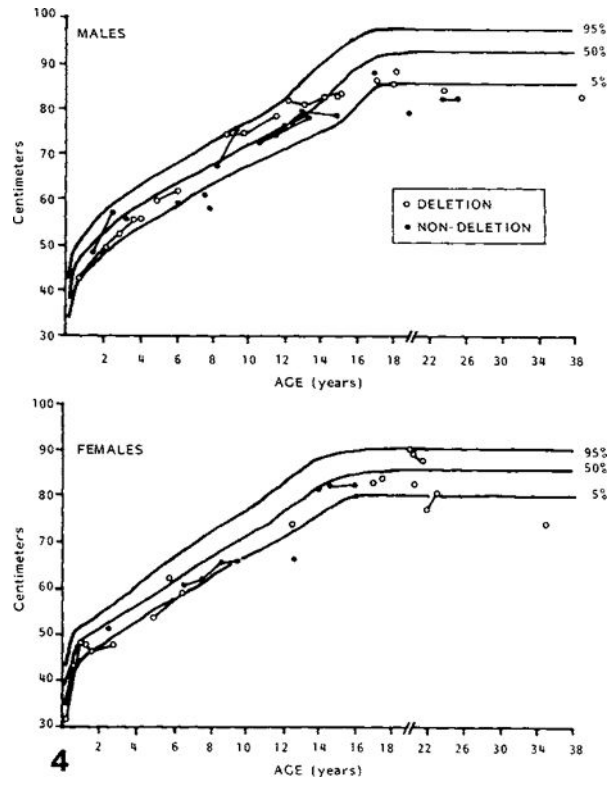 100
MALES
95%
90
50%
5%
80
70
60
50
40
30
Centimeters
○ DELETION
• NON-DELETION
2 4 6 8 10 12 14 16 18 22 26 30 34 38
AGE (years)
100
FEMALES
90
95%
50%
80
5%
70
60
50
40
30
Centimeters
2 4 6 8 10 12 14 16 18 22 26 30 34 38
AGE (years)
4